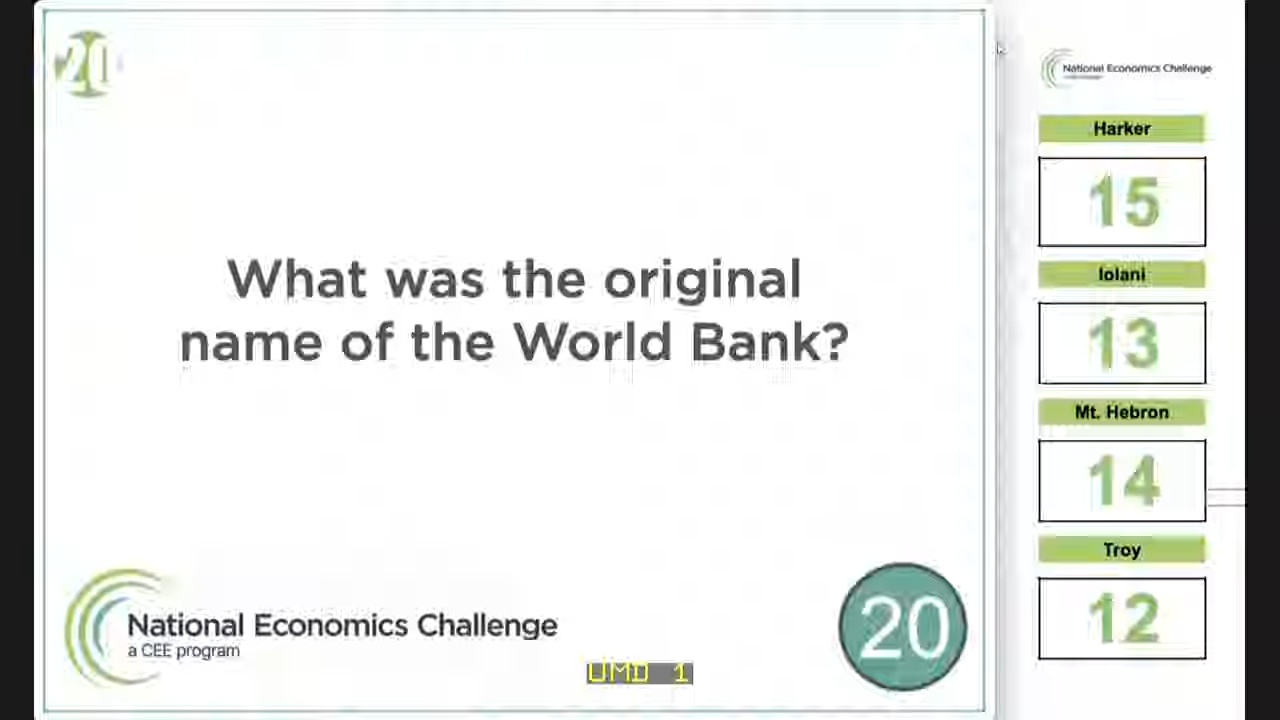 20
What was the original
name of the World Bank?
National Economics Challenge
a CEE program
20
UMD 1
National Economics Challenge
Harker
15
Iolani
13
Mt. Hebron
14
Troy
12